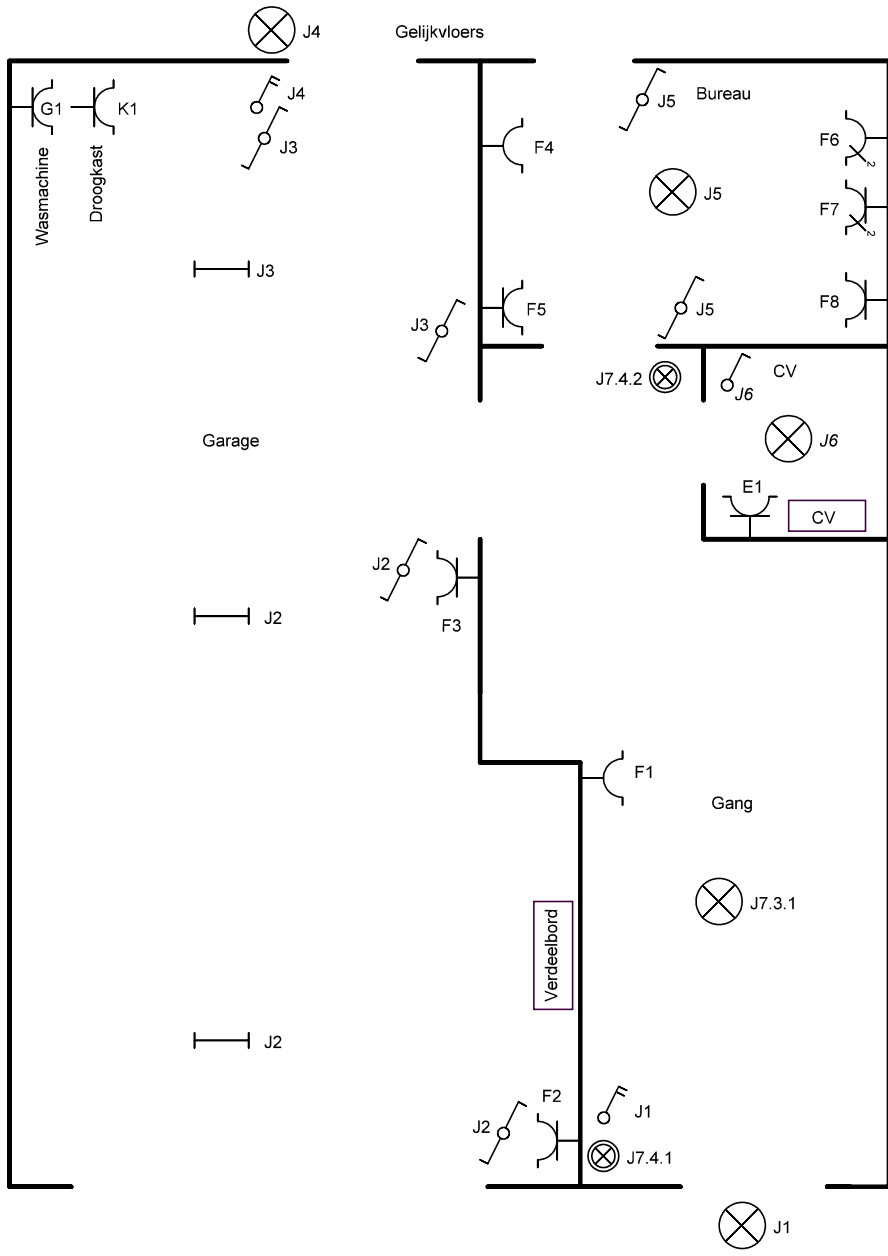 J4
Gelijkvloers
G1
K1
J4
J3
Wasmachine
Droogkast
J5
Bureau
F4
F6
2
J5
F7
2
J3
J3
F5
J5
F8
J7.4.2
J6
CV
Garage
J6
E1
CV
J2
F3
J2
F1
Gang
J7.3.1
Verdeelbord
J2
J2
F2
J1
J7.4.1
J1